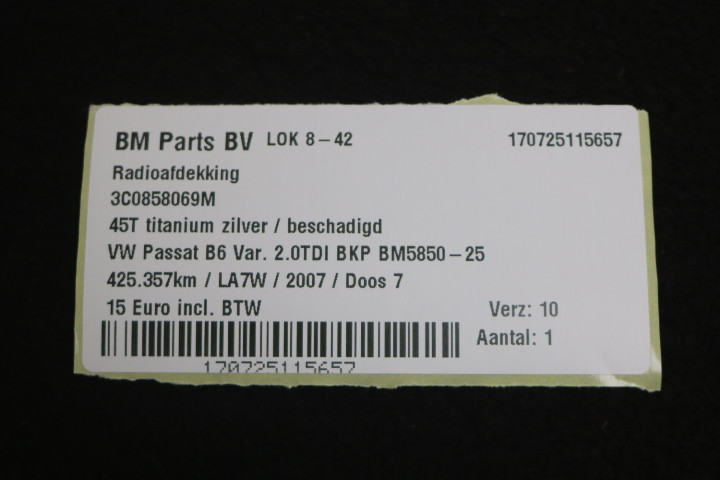 BM Parts BV LOK 8-42 170725115657
Radioafdekking
3C0858069M
45T titanium zilver / beschadigd
VW Passat B6 Var. 2.0TDI BKP BM5850-25
425.357km / LA7W / 2007 / Doos 7
15 Euro incl. BTW Verz: 10
Aantal: 1
170725115657